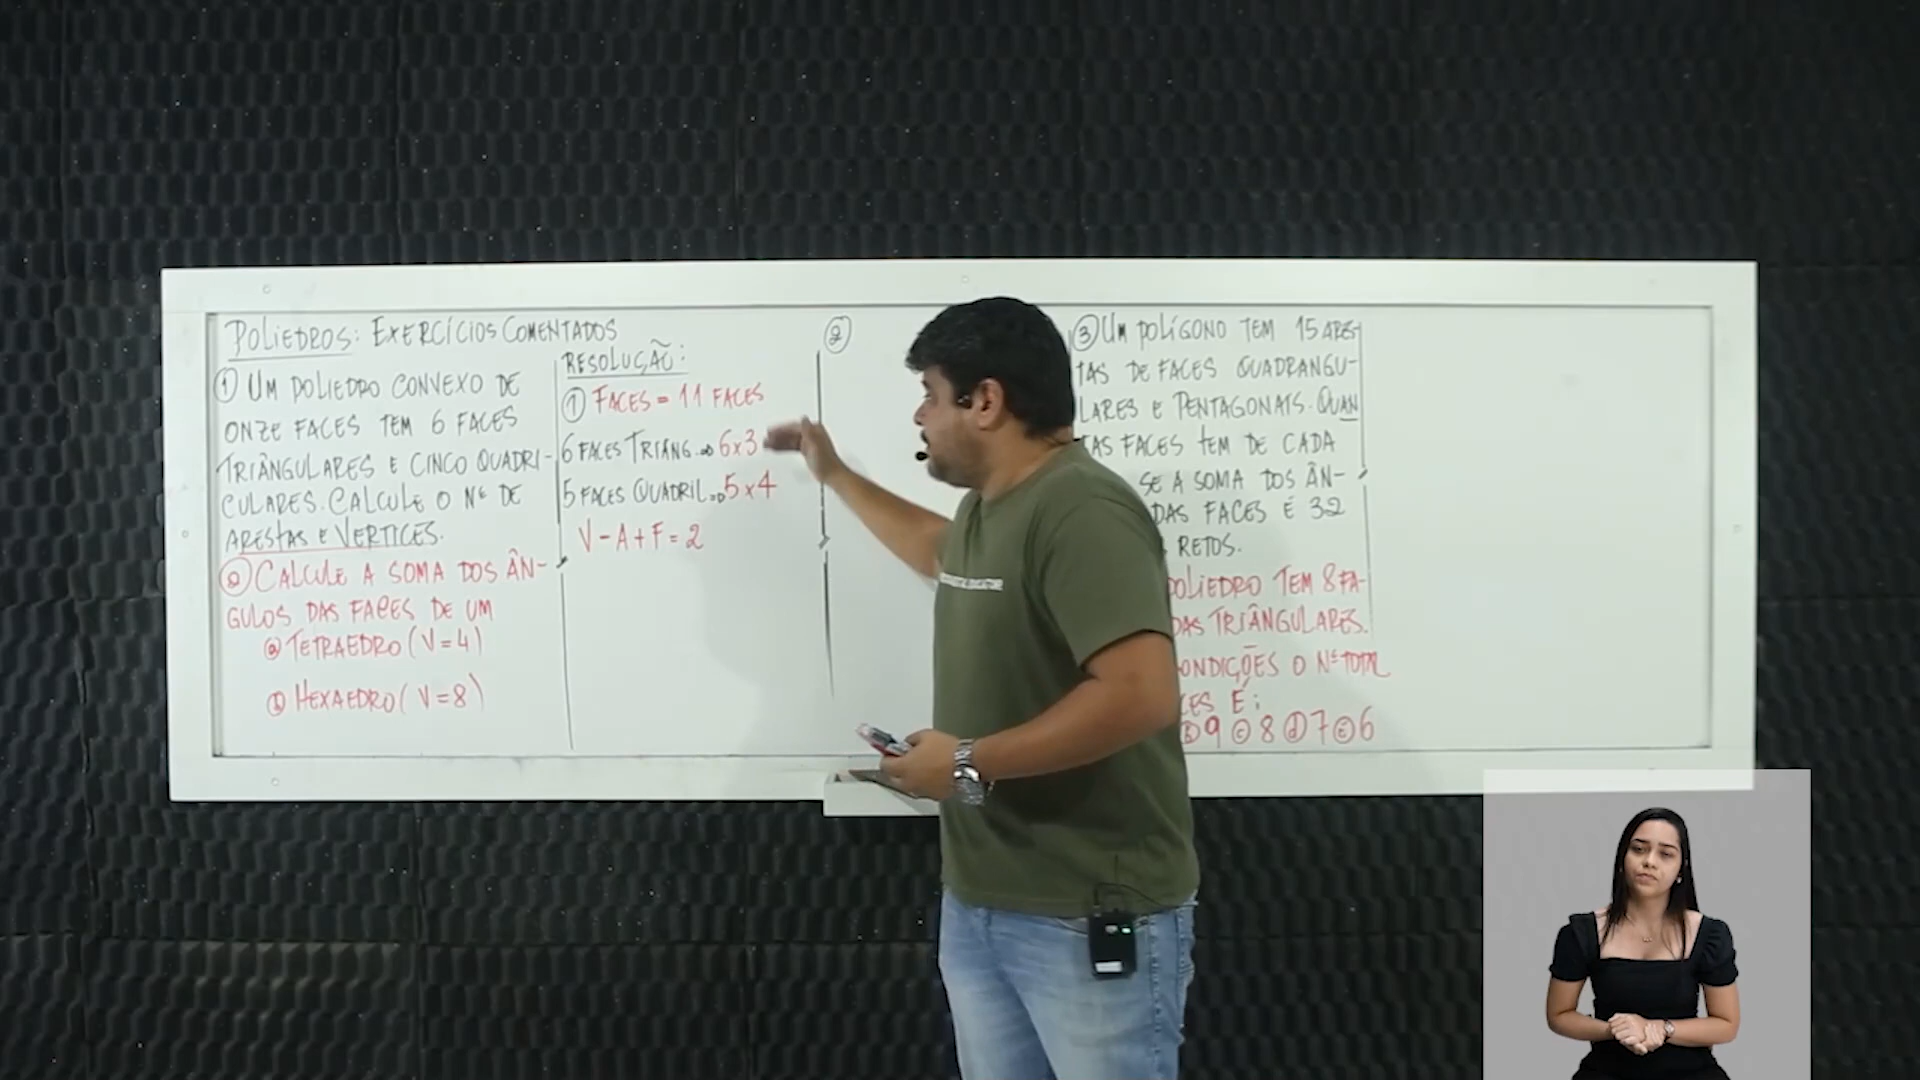 POLIEDROS: EXERCÍCIOS COMENTADOS
① UM POLIEDRO CONVEXO DE
ONZE FACES TEM 6 FACES
TRIÂNGULARES E CINCO QUADRI-
CULARES. CALCULE O Nº DE
ARESTAS E VERTICES.
② CALCULE A SOMA DOS ÂN-
GULOS DAS FACES DE UM
ⓐ TETRAEDRO (V=4)
ⓑ HEXAEDRO (V=8)
RESOLUÇÃO:
① FACES = 11 FACES
6 FACES TRIÂNG. ⇒ 6x3
5 FACES QUADRIL. ⇒ 5x4
V-A+F=2
②
③ UM POLÍGONO TEM 15 ARES-
TAS DE FACES QUADRANGU-
LARES E PENTAGONAIS. QUAN
TAS FACES TEM DE CADA
SE A SOMA DOS ÂN-
DAS FACES É 32
RETOS.
POLIEDRO TEM 8 FA-
TRIÂNGULARES.
CONDIÇÕES O Nº TOTAL
É:
ⓑ 9 ⓒ 8 ⓓ 7 ⓔ 6